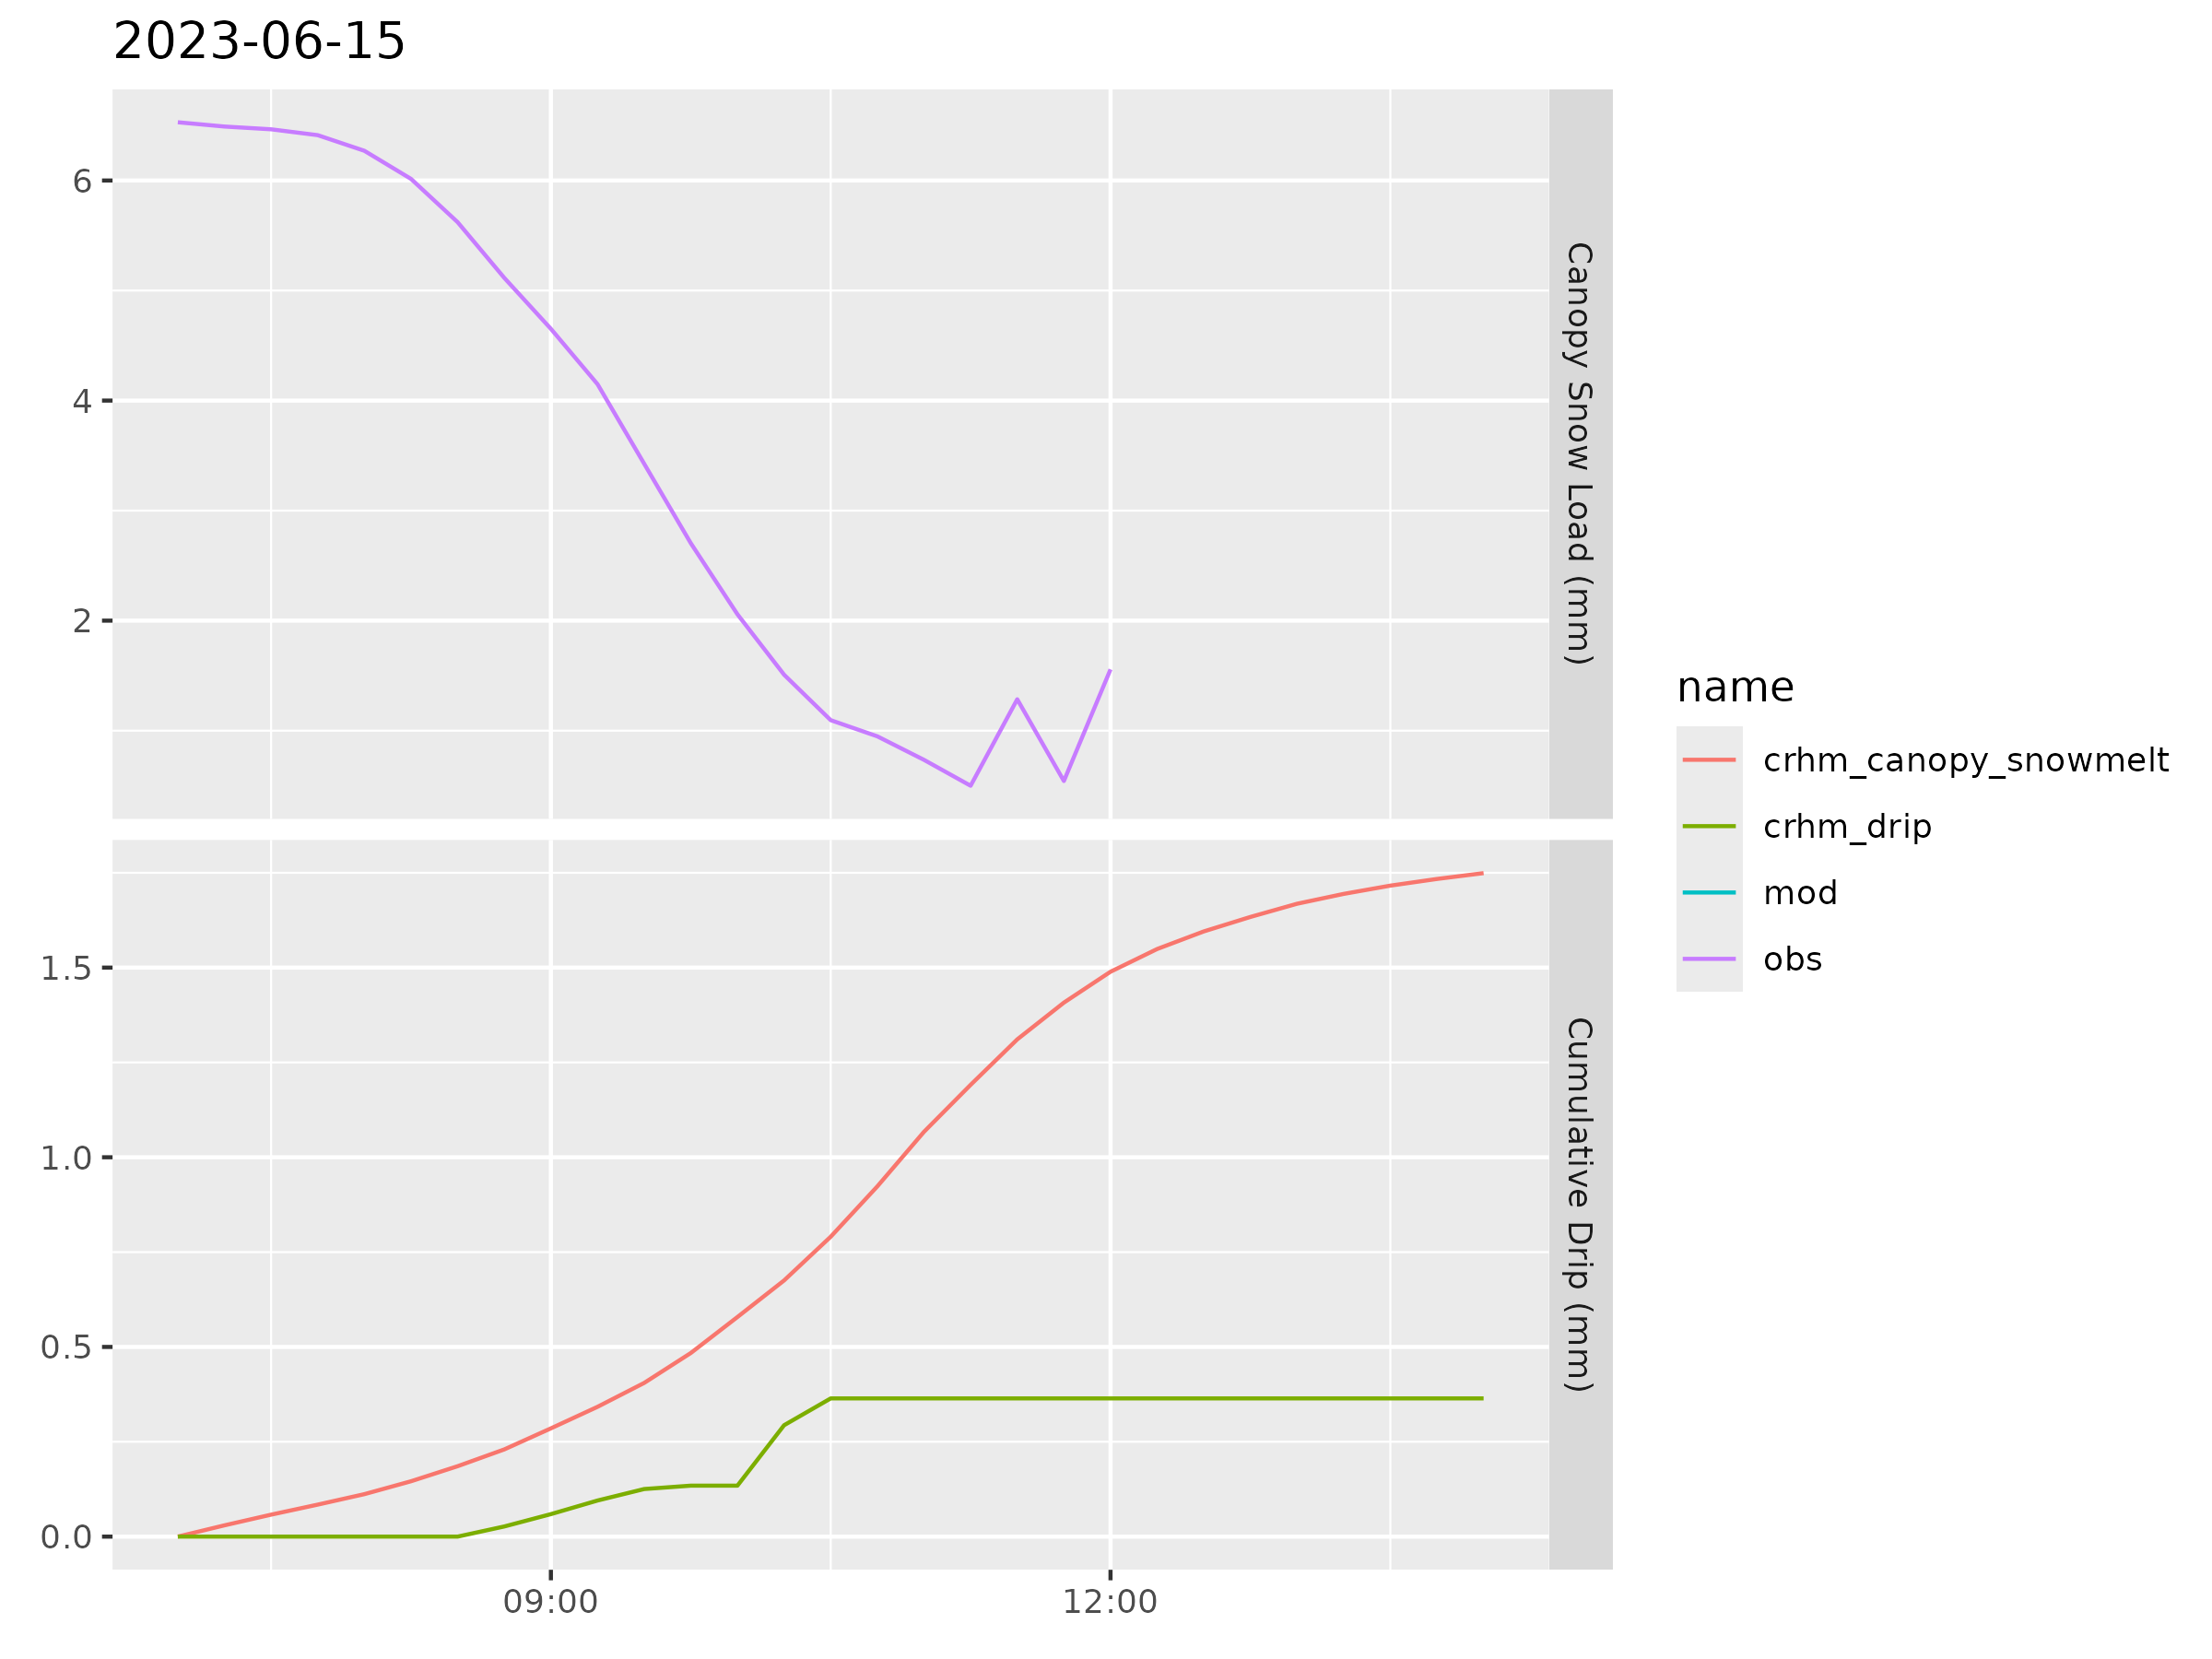 2023-06-15
6
4
2
Canopy Snow Load (mm)
1.5
1.0
0.5
0.0
Cumulative Drip (mm)
09:00
12:00
name
crhm_canopy_snowmelt
crhm_drip
mod
obs